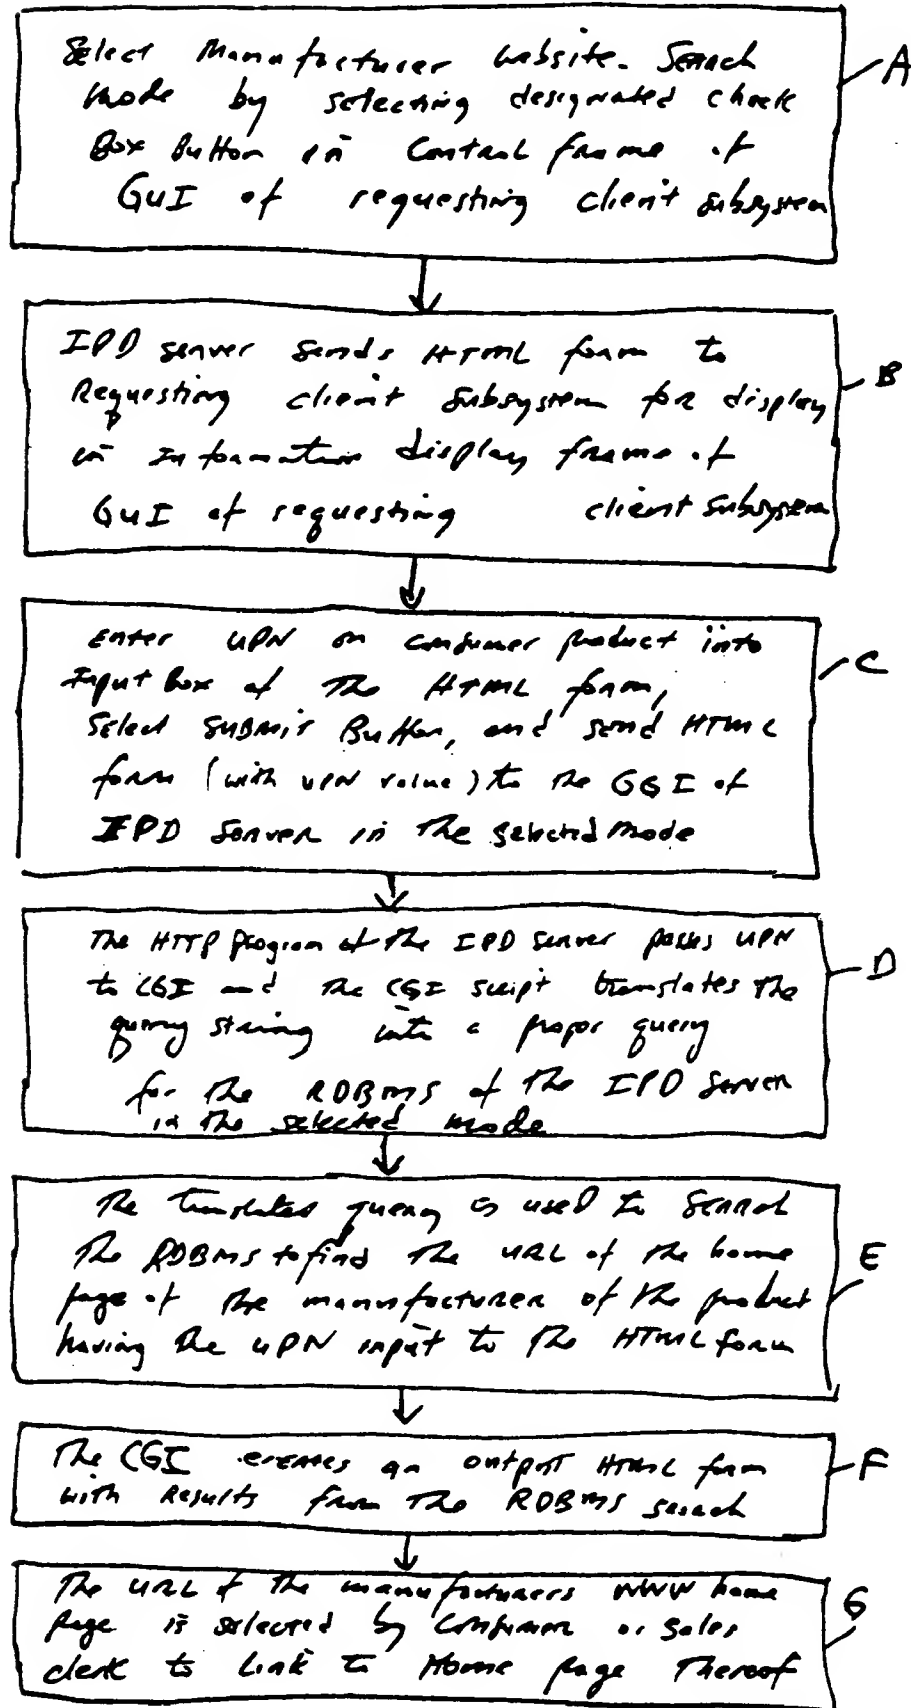 Select Manufacturer Website Search
Mode by selecting designated check
Box Button in Control frame of
GUI of requesting client subsystem
A
IPD server sends HTML form to
Requesting client subsystem for display
in Information display frame of
GUI of requesting client subsystem
B
Enter UPN on consumer product into
Input Box of The HTML form,
Select SUBMIT Button, and send HTML
form (with UPN value) to the CGI of
IPD Server in The selected mode
C
The HTTP program of the IPD server passes UPN
to CGI and the CGI script translates the
query string into a proper query
for the RDBMS of the IPD Server
in the selected mode
D
The translates query is used to Search
The RDBMS to find the URL of the home
page of the manufacturer of the product
having the UPN input to the HTML form
E
The CGI creates an output HTML form
with Results from The RDBMS search
F
The URL of the manufacturers WWW home
Page is selected by Consumer or sales
clerk to Link to Home page Thereof
G